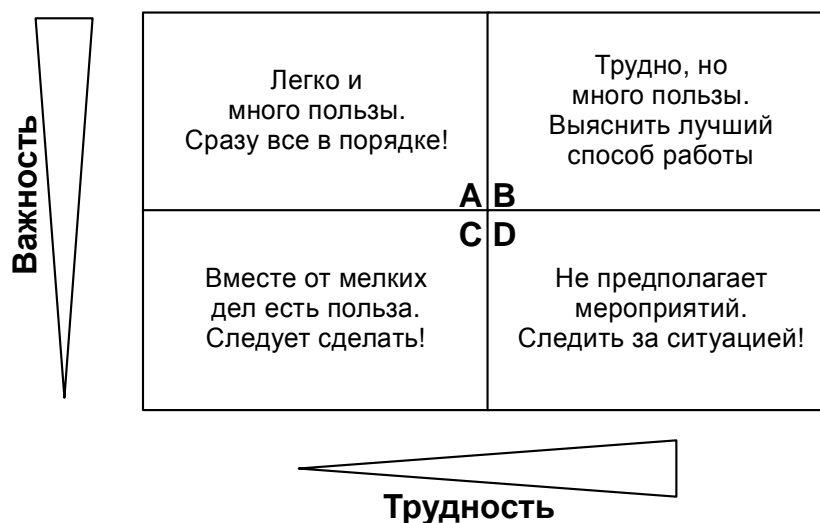 Важность
Легко и
много пользы.
Сразу все в порядке!
Трудно, но
много пользы.
Выяснить лучший
способ работы
A B
C D
Вместе от мелких
дел есть польза.
Следует сделать!
Не предполагает
мероприятий.
Следить за ситуацией!
Трудность